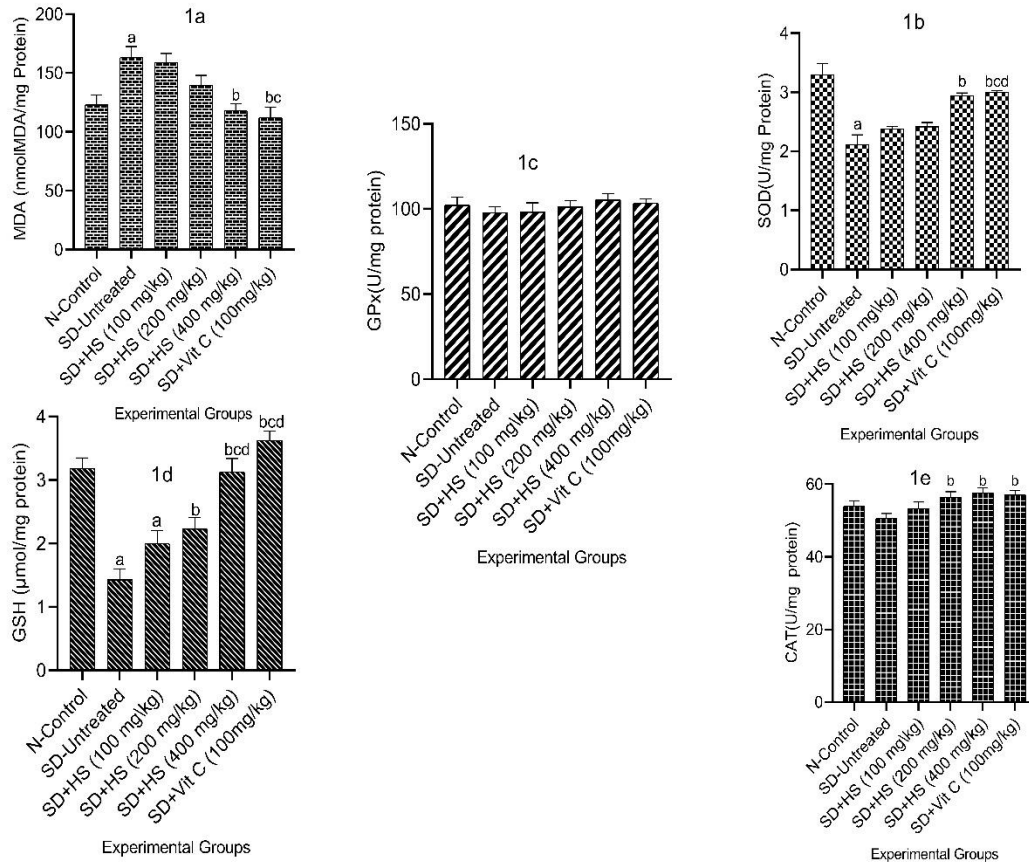 1a
MDA (nmolMDA/mg Protein)
200
150
100
50
0
a
b
bc
N-Control
SD-Untreated
SD+HS (100 mg\kg)
SD+HS (200 mg/kg)
SD+HS (400 mg/kg)
SD+Vit C (100mg/kg)
Experimental Groups
1b
SOD(U/mg Protein)
4
3
2
1
0
a
b
bcd
N-Control
SD-Untreated
SD+HS (100 mg\kg)
SD+HS (200 mg/kg)
SD+HS (400 mg/kg)
SD+Vit C (100mg/kg)
Experimental Groups
1c
GPx(U/mg protein)
150
100
50
0
N-Control
SD-Untreated
SD+HS (100 mg\kg)
SD+HS (200 mg/kg)
SD+HS (400 mg/kg)
SD+Vit C (100mg/kg)
Experimental Groups
1d
GSH (μmol/mg protein)
4
3
2
1
0
a
a
b
bcd
bcd
N-Control
SD-Untreated
SD+HS (100 mg\kg)
SD+HS (200 mg/kg)
SD+HS (400 mg/kg)
SD+Vit C (100mg/kg)
Experimental Groups
1e
CAT(U/mg protein)
60
40
20
0
b
b
b
N-Control
SD-Untreated
SD+HS (100 mg\kg)
SD+HS (200 mg/kg)
SD+HS (400 mg/kg)
SD+Vit C (100mg/kg)
Experimental Groups